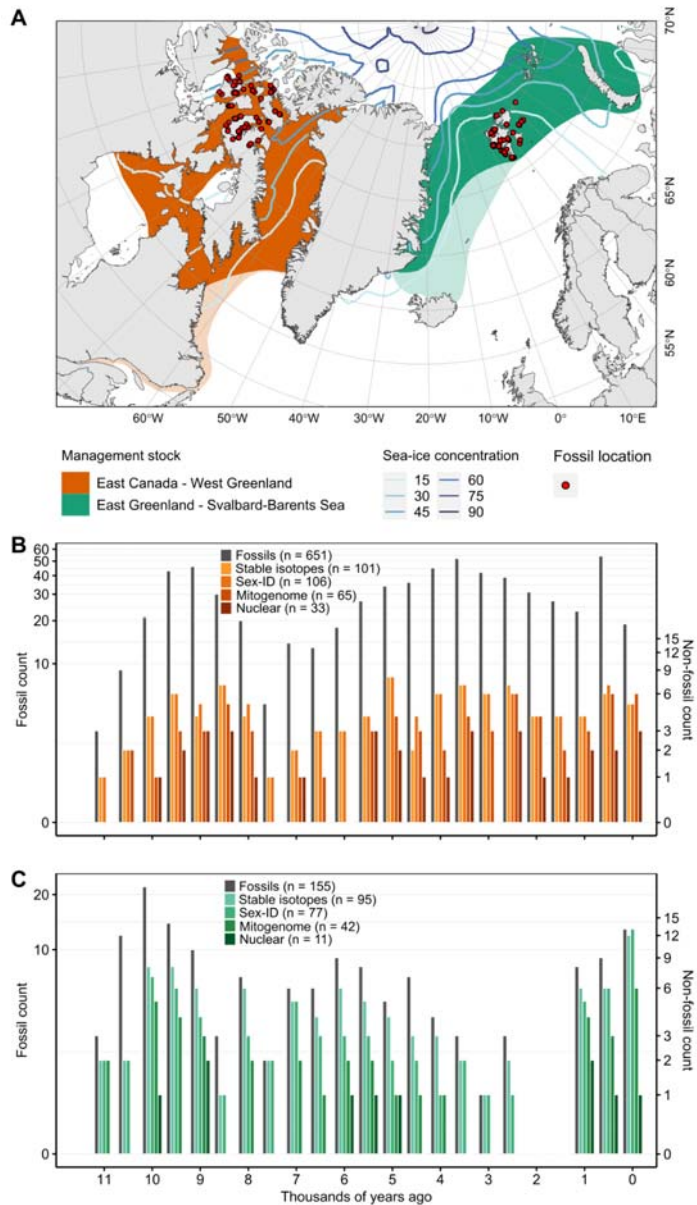 A
70°N
65°N
60°N
55°N
60°W 50°W 40°W 30°W 20°W 10°W 0° 10°E
Management stock
East Canada - West Greenland
East Greenland - Svalbard-Barents Sea
Sea-ice concentration
15 60
30 75
45 90
Fossil location
B
Fossils (n = 651)
Stable isotopes (n = 101)
Sex-ID (n = 106)
Mitogenome (n = 65)
Nuclear (n = 33)
Fossil count
60
50
40
30
20
10
0
Non-fossil count
15
12
9
6
3
2
1
0
C
Fossils (n = 155)
Stable isotopes (n = 95)
Sex-ID (n = 77)
Mitogenome (n = 42)
Nuclear (n = 11)
Fossil count
20
10
0
Non-fossil count
15
12
9
6
3
2
1
0
11 10 9 8 7 6 5 4 3 2 1 0
Thousands of years ago